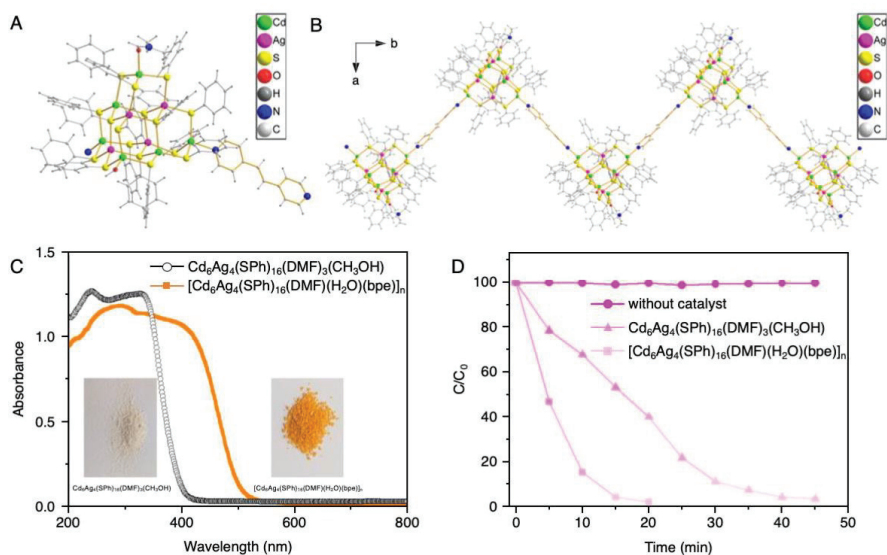 A
Cd
Ag
S
O
H
N
C
B
b
a
Cd
Ag
S
O
H
N
C
C
Cd₆Ag₄(SPh)₁₆(DMF)₃(CH₃OH)
[Cd₆Ag₄(SPh)₁₆(DMF)(H₂O)(bpe)]ₙ
1.5
1.0
0.5
0.0
Absorbance
Cd₆Ag₄(SPh)₁₆(DMF)₃(CH₃OH)
[Cd₆Ag₄(SPh)₁₆(DMF)(H₂O)(bpe)]ₙ
200
400
600
800
Wavelength (nm)
D
100
80
60
40
20
0
C/C₀
without catalyst
Cd₆Ag₄(SPh)₁₆(DMF)₃(CH₃OH)
[Cd₆Ag₄(SPh)₁₆(DMF)(H₂O)(bpe)]ₙ
0
10
20
30
40
50
Time (min)